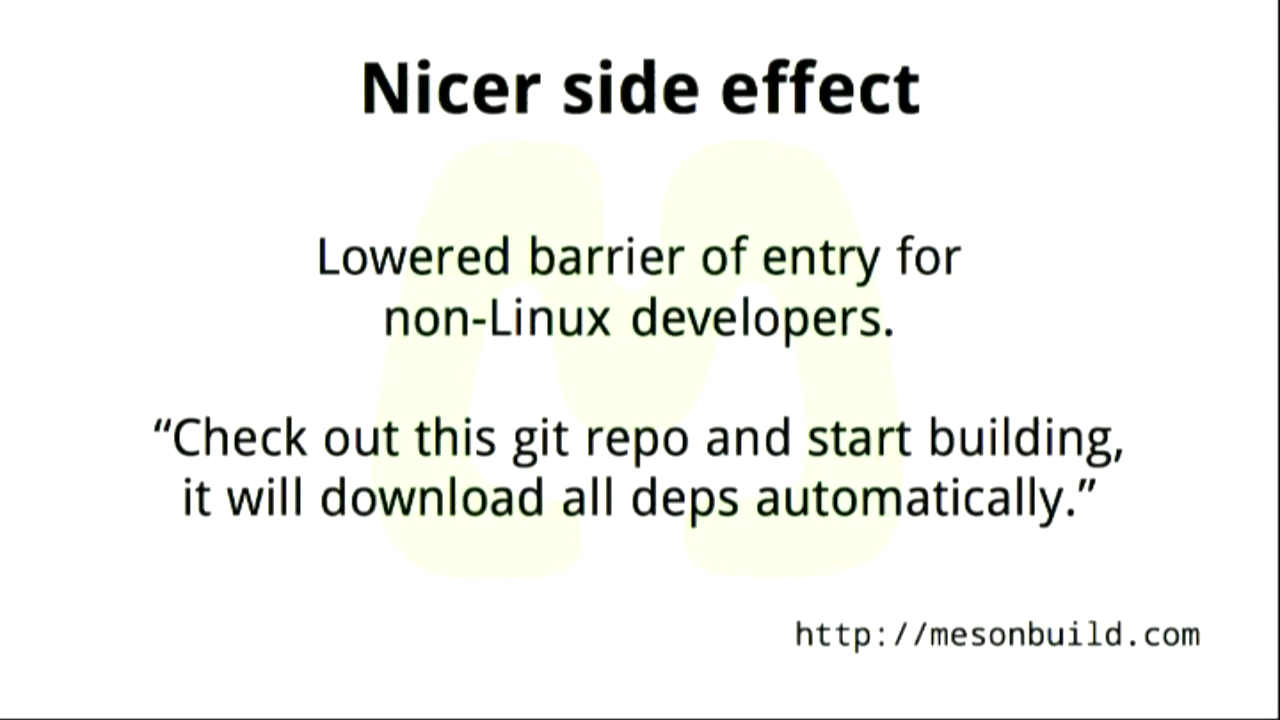 Nicer side effect
Lowered barrier of entry for
non-Linux developers.
“Check out this git repo and start building,
it will download all deps automatically.”
http://mesonbuild.com